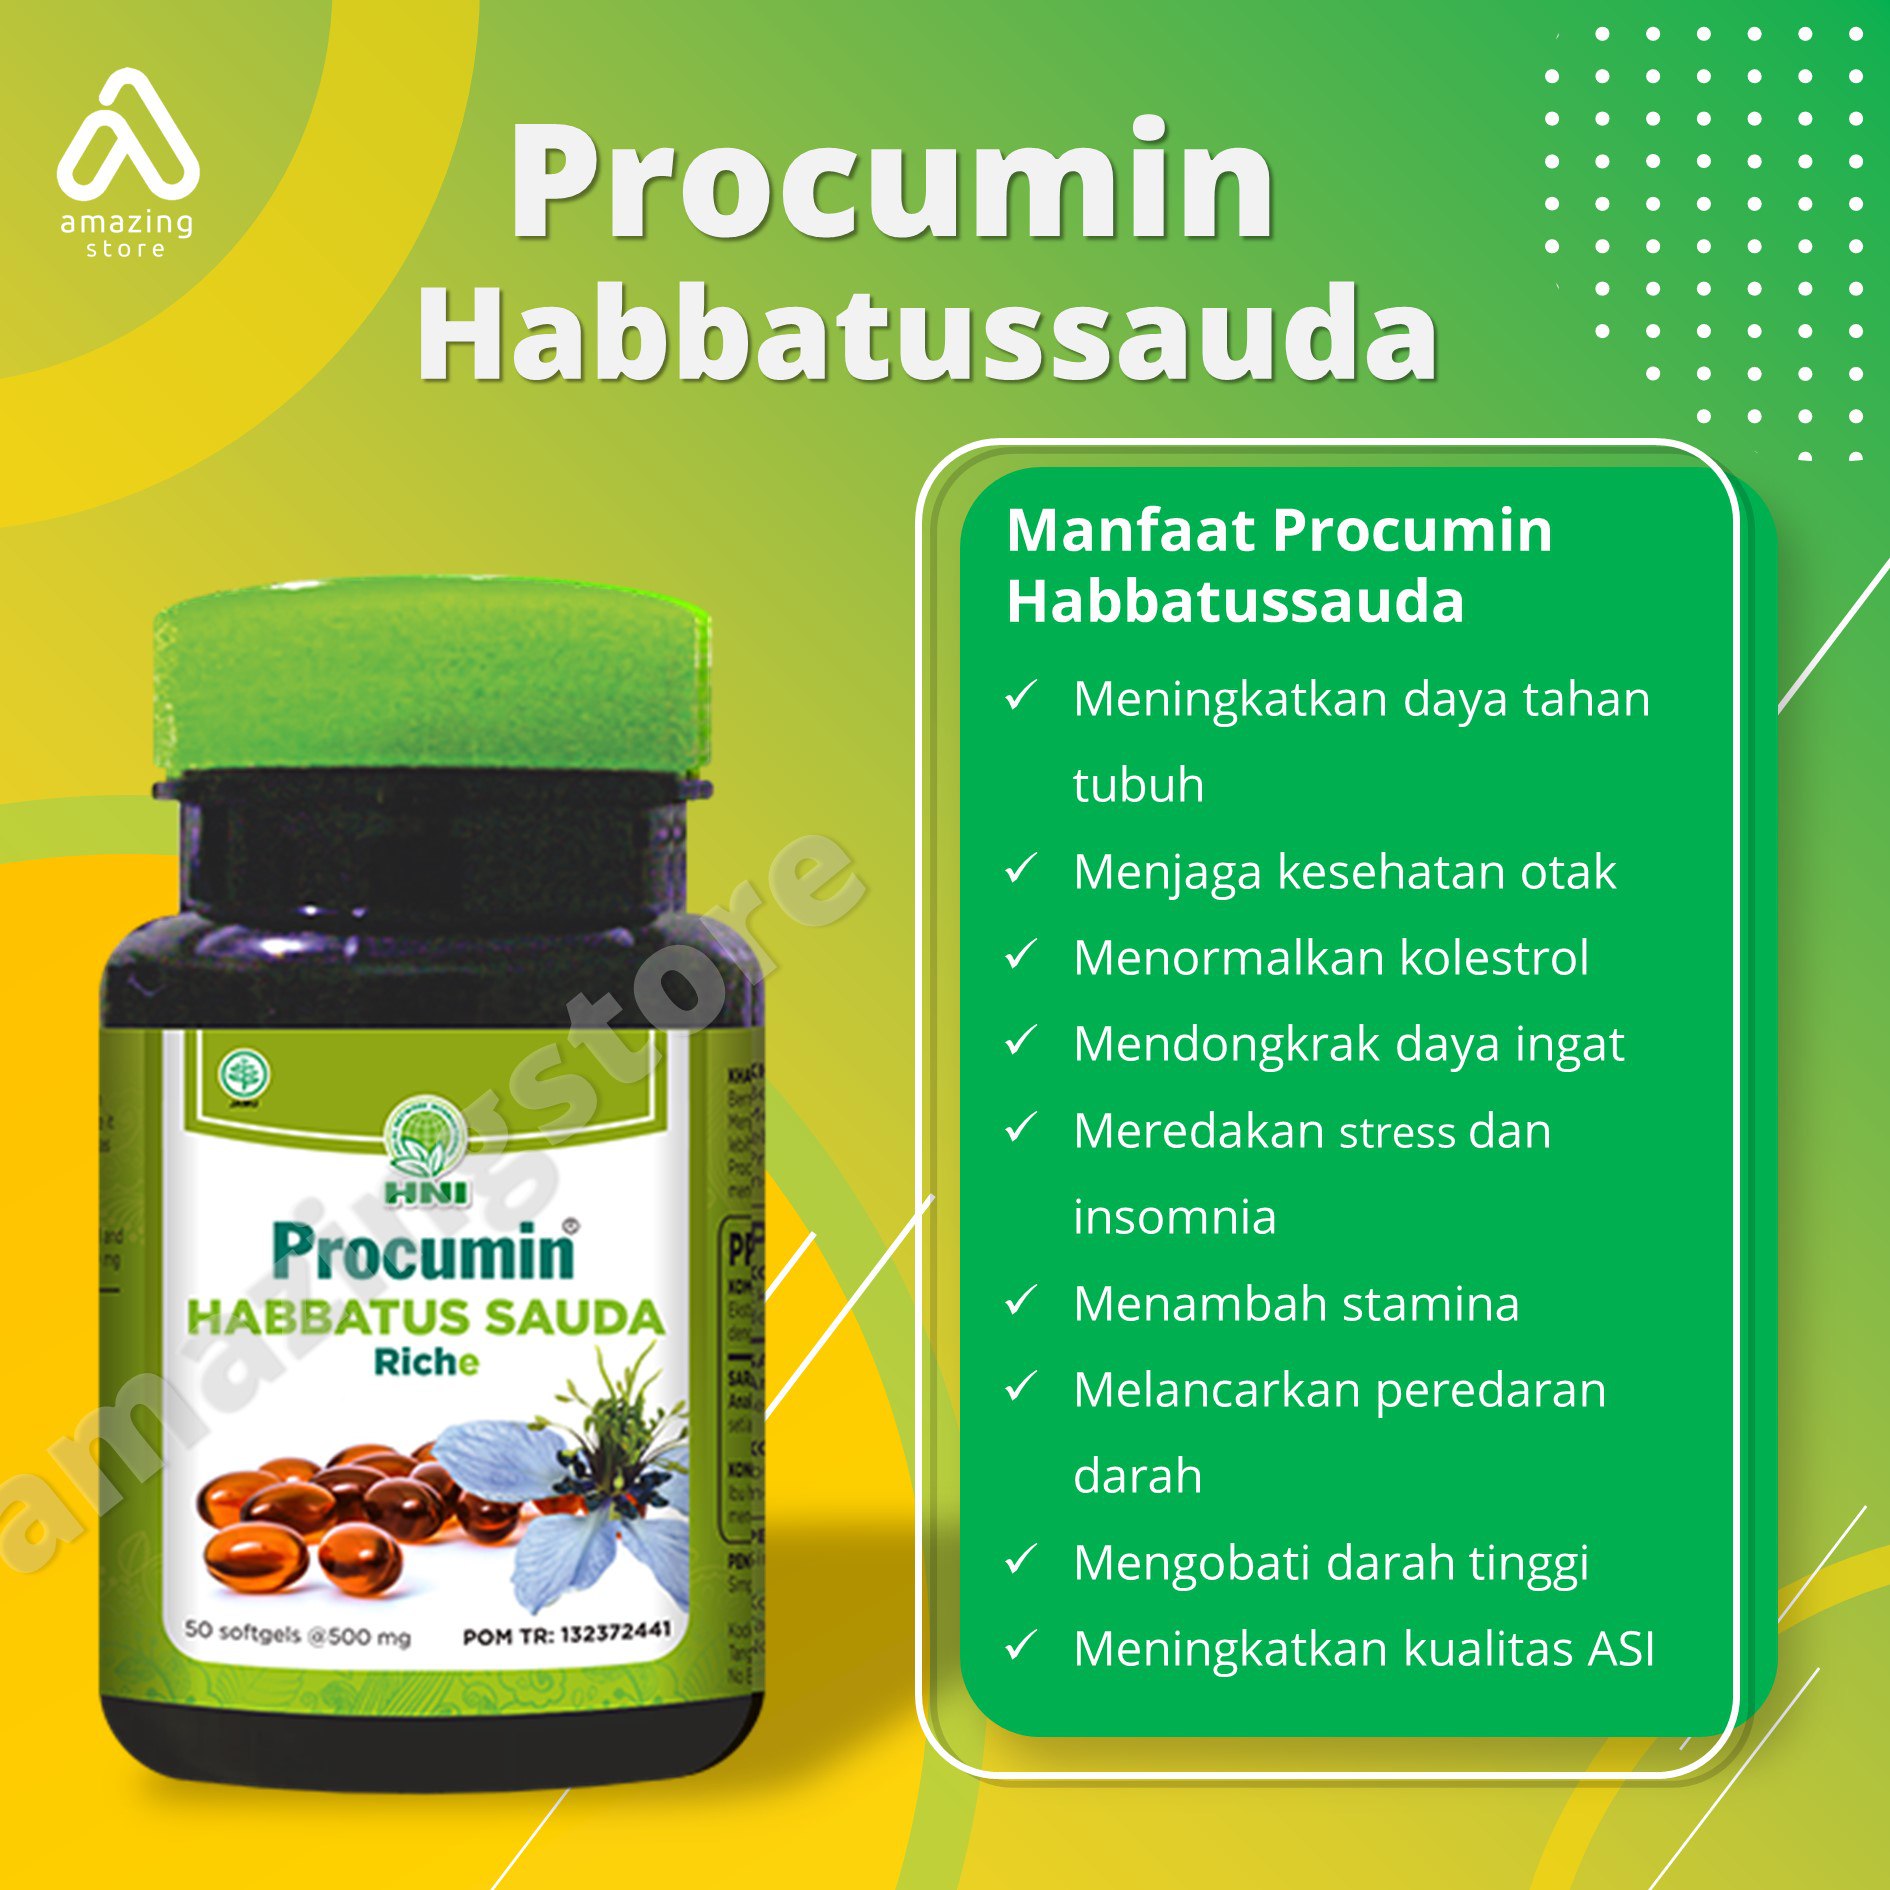 amazing
store
Procumin
Habbatussauda
Manfaat Procumin
Habbatussauda
✓ Meningkatkan daya tahan
tubuh
✓ Menjaga kesehatan otak
✓ Menormalkan kolestrol
✓ Mendongkrak daya ingat
✓ Meredakan stress dan
insomnia
✓ Menambah stamina
✓ Melancarkan peredaran
darah
✓ Mengobati darah tinggi
✓ Meningkatkan kualitas ASI
JAMU
HNI
Procumin®
HABBATUS SAUDA
Riche
50 softgels @500 mg
POM TR: 132372441
amazingstore